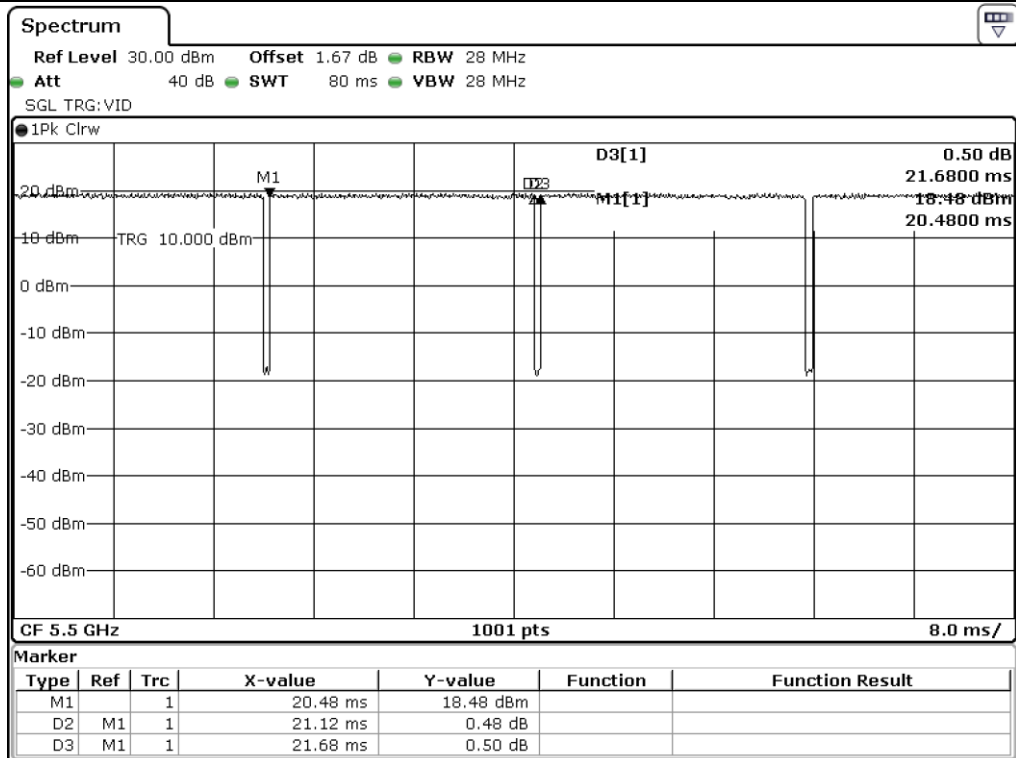 Spectrum
Ref Level 30.00 dBm Offset 1.67 dB RBW 28 MHz
Att 40 dB SWT 80 ms VBW 28 MHz
SGL TRG:VID
1Pk Clrw
D3[1] 0.50 dB
21.6800 ms
M1[1] 18.48 dBm
20.4800 ms
M1
D2 D3
20 dBm
10 dBm
TRG 10.000 dBm
0 dBm
-10 dBm
-20 dBm
-30 dBm
-40 dBm
-50 dBm
-60 dBm
CF 5.5 GHz 1001 pts 8.0 ms/
Marker
Type Ref Trc X-value Y-value Function Function Result
M1 1 20.48 ms 18.48 dBm
D2 M1 1 21.12 ms 0.48 dB
D3 M1 1 21.68 ms 0.50 dB